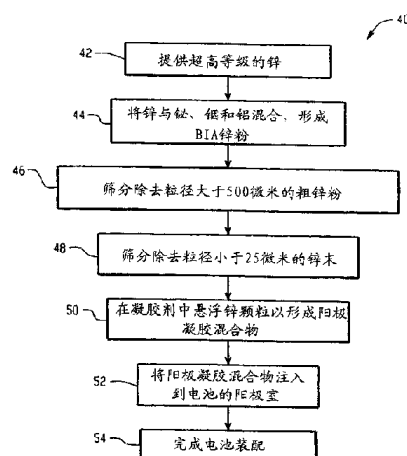 40
42
提供超高等级的锌
44
将锌与铋、铟和铝混合,形成
BIA锌粉
46
筛分除去粒径大于500微米的粗锌粉
48
筛分除去粒径小于25微米的锌末
50
在凝胶剂中悬浮锌颗粒以形成阳极
凝胶混合物
52
将阳极凝胶混合物注入
到电池的阳极室
54
完成电池装配